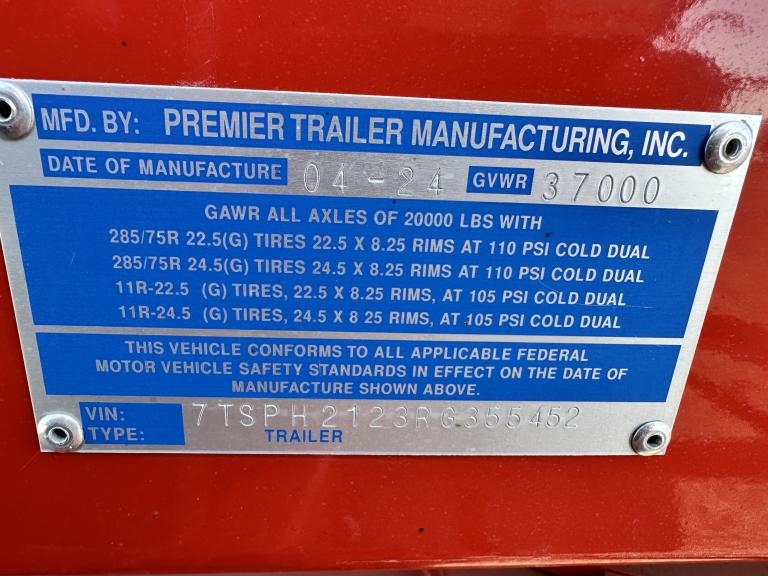 MFD. BY: PREMIER TRAILER MANUFACTURING, INC.
DATE OF MANUFACTURE 04-24 GVWR 37000
GAWR ALL AXLES OF 20000 LBS WITH
285/75R 22.5(G) TIRES 22.5 X 8.25 RIMS AT 110 PSI COLD DUAL
285/75R 24.5(G) TIRES 24.5 X 8.25 RIMS AT 110 PSI COLD DUAL
11R-22.5 (G) TIRES, 22.5 X 8.25 RIMS, AT 105 PSI COLD DUAL
11R-24.5 (G) TIRES, 24.5 X 8 25 RIMS, AT 105 PSI COLD DUAL
THIS VEHICLE CONFORMS TO ALL APPLICABLE FEDERAL
MOTOR VEHICLE SAFETY STANDARDS IN EFFECT ON THE DATE OF
MANUFACTURE SHOWN ABOVE.
VIN: 7TSPH2123RG355452
TYPE: TRAILER